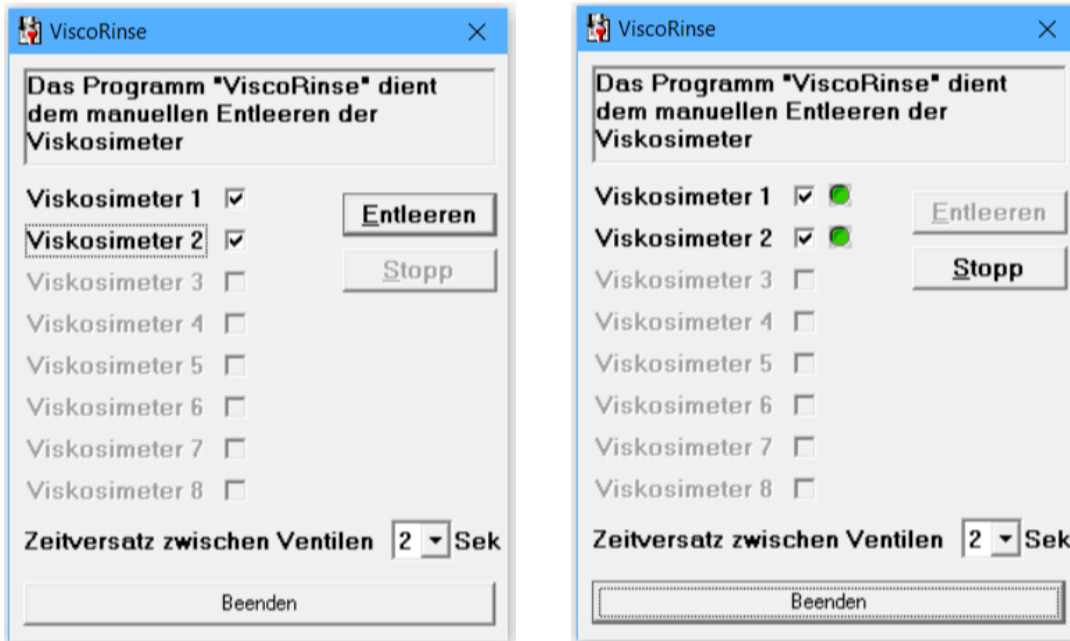 ViscoRinse
Das Programm "ViscoRinse" dient
dem manuellen Entleeren der
Viskosimeter
Viskosimeter 1
Entleeren
Viskosimeter 2
Stopp
Viskosimeter 3
Viskosimeter 4
Viskosimeter 5
Viskosimeter 6
Viskosimeter 7
Viskosimeter 8
Zeitversatz zwischen Ventilen 2 Sek
Beenden
ViscoRinse
Das Programm "ViscoRinse" dient
dem manuellen Entleeren der
Viskosimeter
Viskosimeter 1
Entleeren
Viskosimeter 2
Stopp
Viskosimeter 3
Viskosimeter 4
Viskosimeter 5
Viskosimeter 6
Viskosimeter 7
Viskosimeter 8
Zeitversatz zwischen Ventilen 2 Sek
Beenden